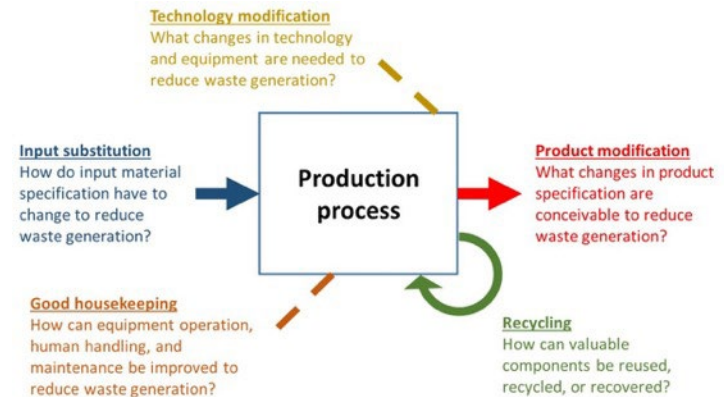 Technology modification
What changes in technology
and equipment are needed to
reduce waste generation?
Input substitution
How do input material
specification have to
change to reduce
waste generation?
Production
process
Product modification
What changes in product
specification are
conceivable to reduce
waste generation?
Good housekeeping
How can equipment operation,
human handling, and
maintenance be improved to
reduce waste generation?
Recycling
How can valuable
components be reused,
recycled, or recovered?